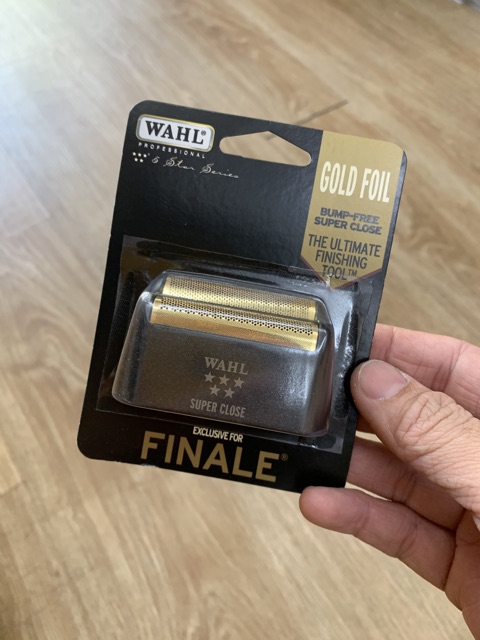 WAHL®
PROFESSIONAL
5 Star Series
GOLD FOIL
BUMP-FREE
SUPER CLOSE
THE ULTIMATE
FINISHING
TOOL™
WAHL
SUPER CLOSE
EXCLUSIVE FOR
FINALE®